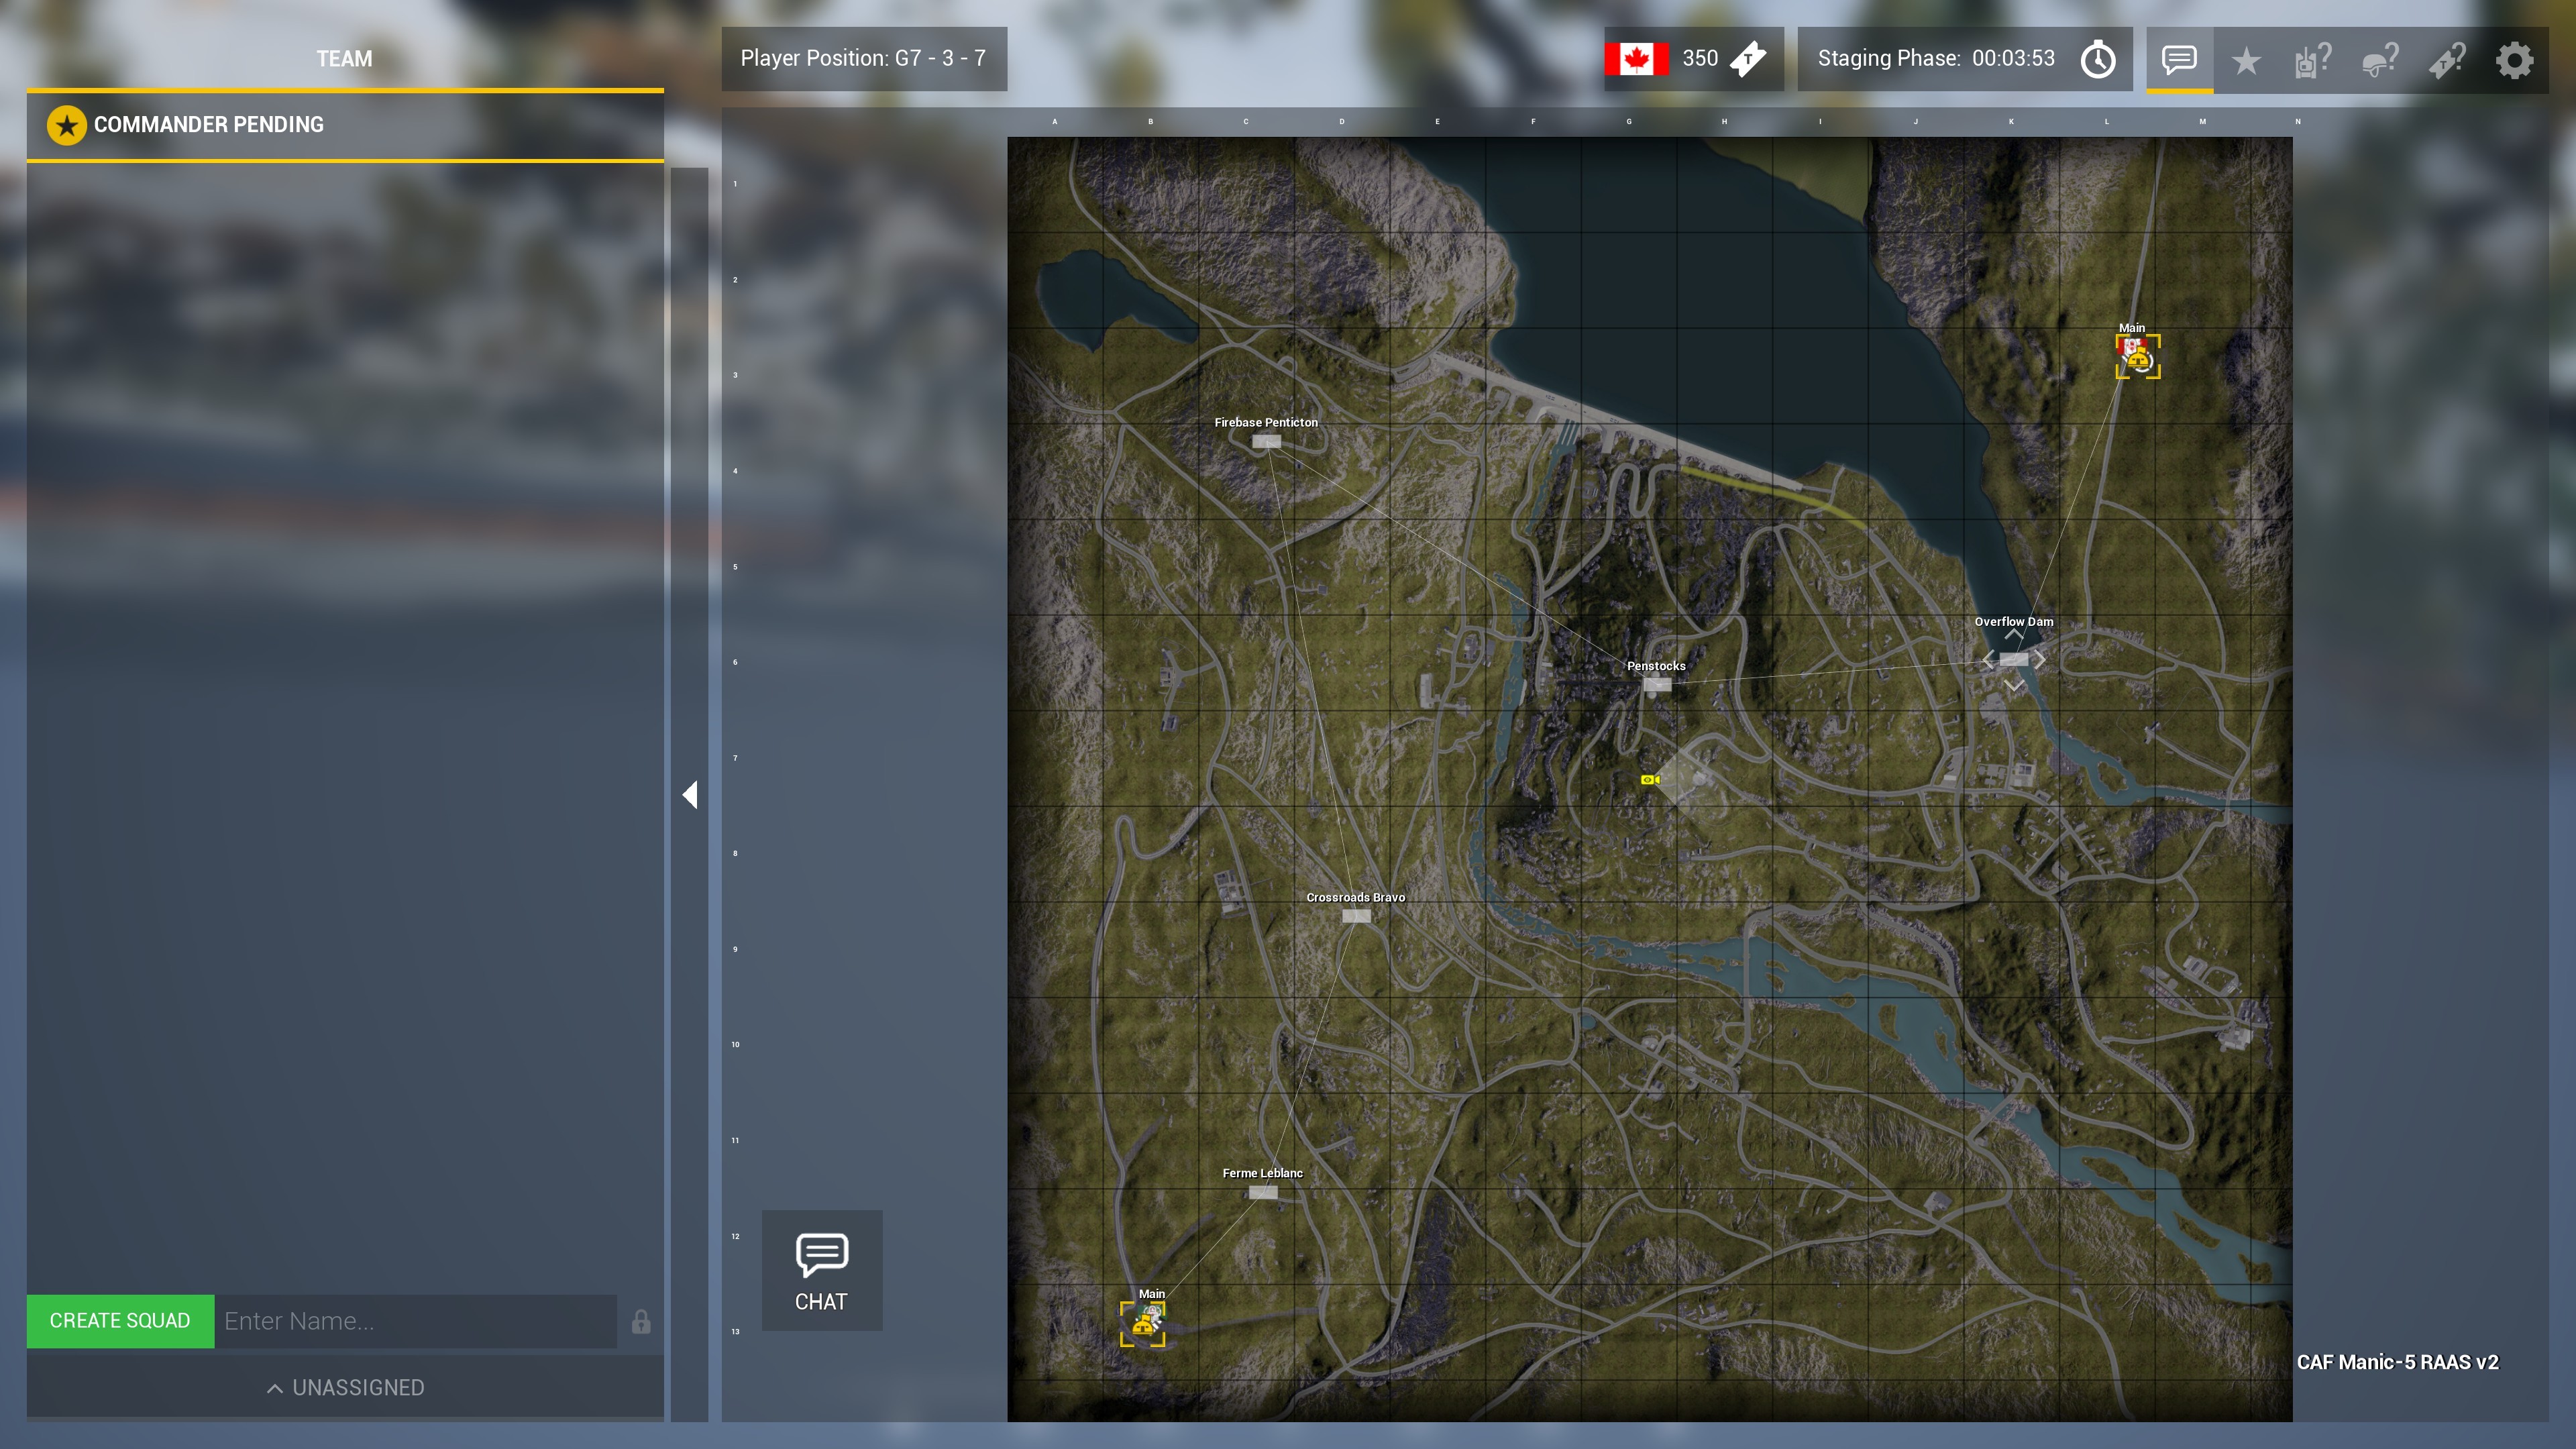 TEAM
Player Position: G7 - 3 - 7
350
Staging Phase: 00:03:53
COMMANDER PENDING
A B C D E F G H I J K L M N
1
2
Main
3
Firebase Penticton
4
5
Overflow Dam
6
Penstocks
7
8
Crossroads Bravo
9
10
11
Ferme Leblanc
12
Main
CHAT
CREATE SQUAD Enter Name...
13
CAF Manic-5 RAAS v2
UNASSIGNED